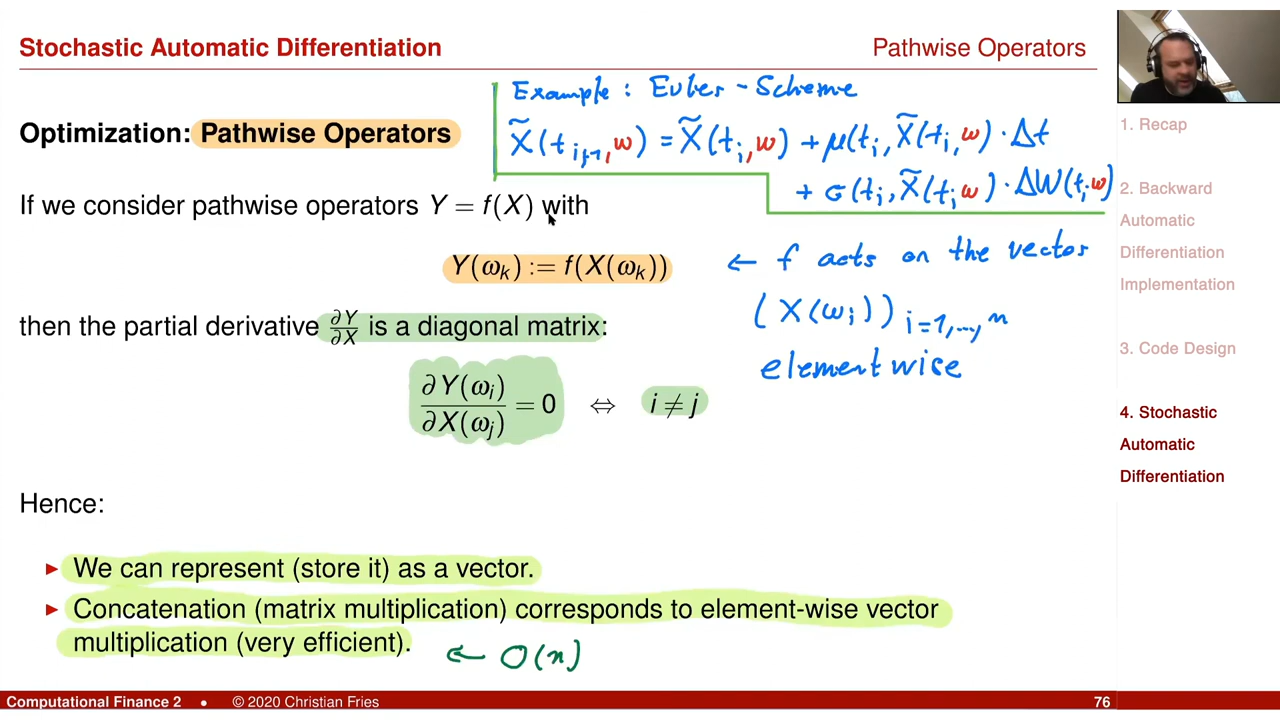 Stochastic Automatic Differentiation
Pathwise Operators
Example : Euler-Scheme
X̃(t_{i+1},ω) = X̃(t_i,ω) + μ(t_i, X̃(t_i,ω) · Δt
+ σ(t_i, X̃(t_i,ω) · ΔW(t_i,ω)
Optimization: Pathwise Operators
If we consider pathwise operators Y = f(X) with
Y(ω_k) := f(X(ω_k))
← f acts on the vector
(X(ω_i))_{i=1,...,n}
elementwise
then the partial derivative ∂Y/∂X is a diagonal matrix:
∂Y(ω_i)/∂X(ω_j) = 0 ⇔ i ≠ j
Hence:
▸ We can represent (store it) as a vector.
▸ Concatenation (matrix multiplication) corresponds to element-wise vector
multiplication (very efficient). ← O(n)
1. Recap
2. Backward
Automatic
Differentiation
Implementation
3. Code Design
4. Stochastic
Automatic
Differentiation
Computational Finance 2 • © 2020 Christian Fries
76